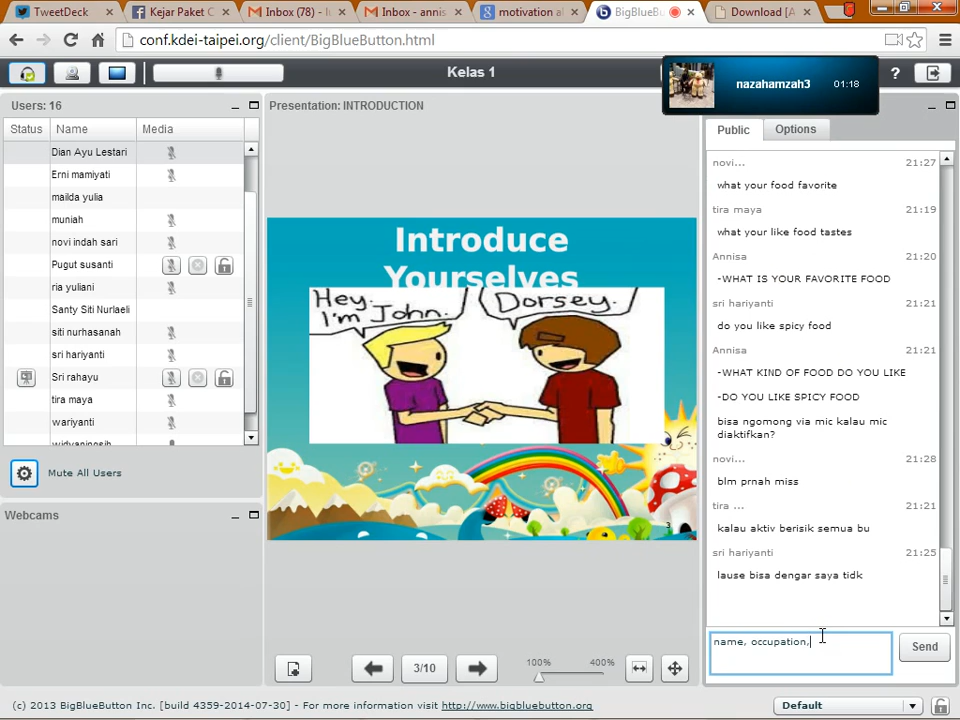 TweetDeck
Kejar Paket C
Inbox (78) -
Inbox - annis
motivation al
BigBlueBu
Download [A
conf.kdei-taipei.org/client/BigBlueButton.html
Kelas 1
nazahamzah3
01:18
?
Users: 16
Status Name Media
Dian Ayu Lestari
Erni mamiyati
mailda yulia
muniah
novi indah sari
Pugut susanti
ria yuliani
Santy Siti Nurlaeli
siti nurhasanah
sri hariyanti
Sri rahayu
tira maya
wariyanti
widyaningsih
Mute All Users
Webcams
Presentation: INTRODUCTION
Introduce
Yourselves
Hey.
I'm John.
Dorsey.
3
3/10
100%
400%
Public
Options
novi... 21:27
what your food favorite
tira maya 21:19
what your like food tastes
Annisa 21:20
-WHAT IS YOUR FAVORITE FOOD
sri hariyanti 21:21
do you like spicy food
Annisa 21:21
-WHAT KIND OF FOOD DO YOU LIKE
-DO YOU LIKE SPICY FOOD
bisa ngomong via mic kalau mic
diaktifkan?
novi... 21:28
blm prnah miss
tira ... 21:21
kalau aktiv berisik semua bu
sri hariyanti 21:25
lause bisa dengar saya tidk
name, occupation,
Send
(c) 2013 BigBlueButton Inc. [build 4359-2014-07-30] - For more information visit http://www.bigbluebutton.org
Default